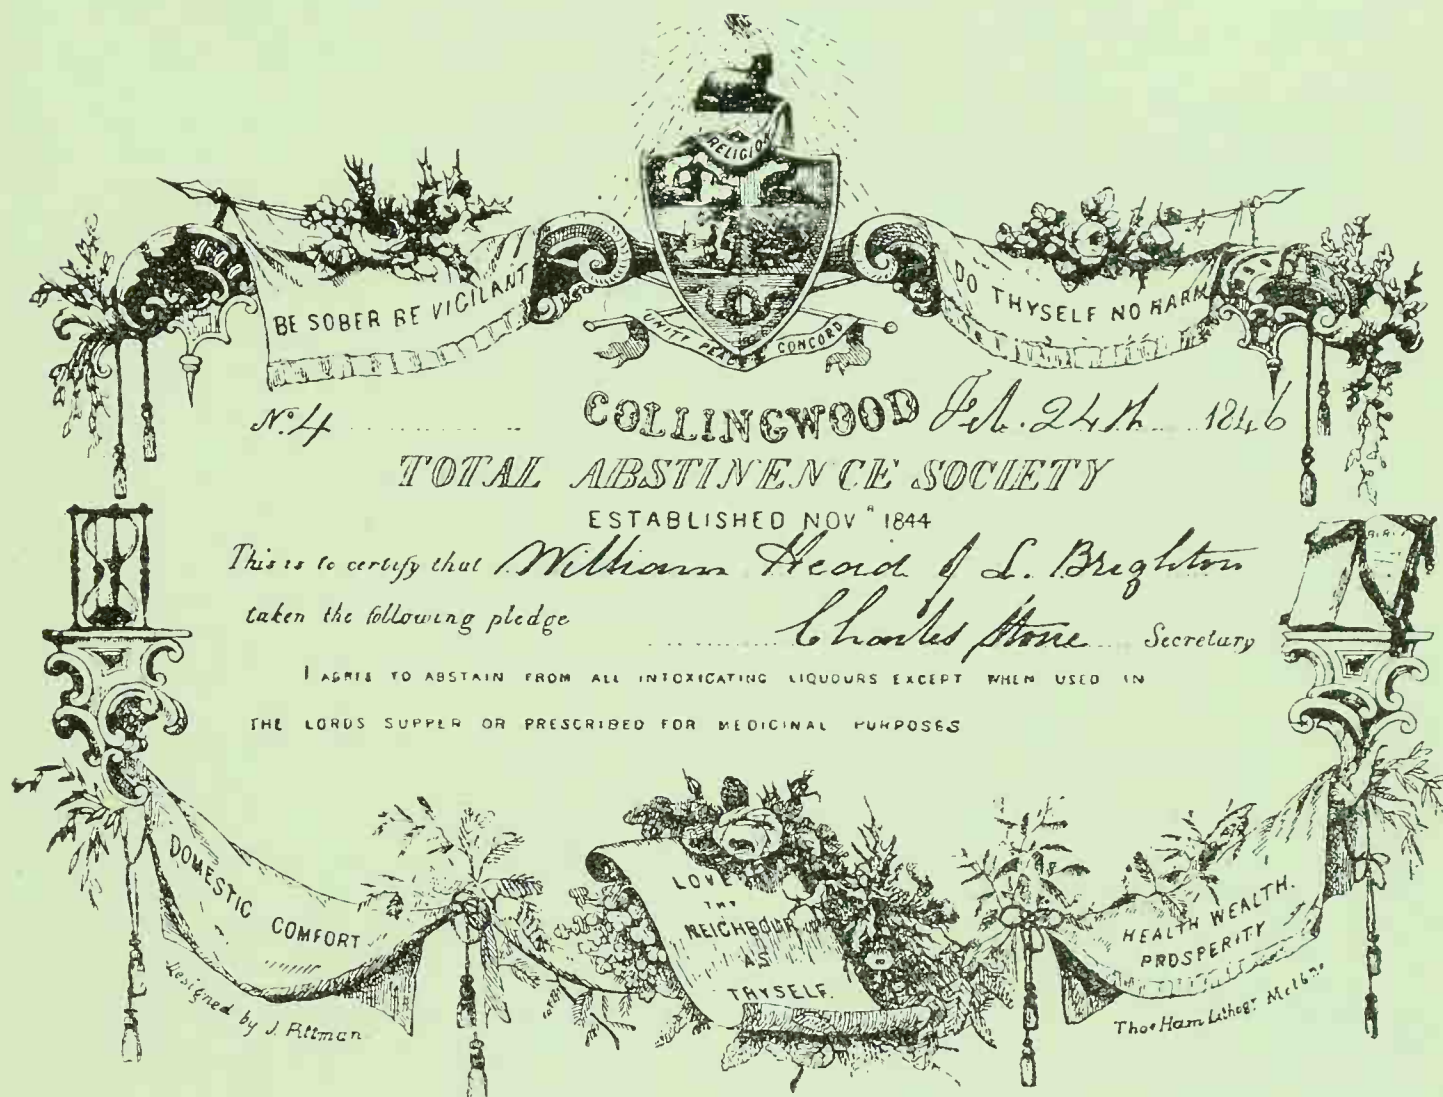 RELIGION
BE SOBER BE VIGILANT
DO THYSELF NO HARM
UNITY PEACE CONCORD
No. 4 COLLINGWOOD Feb. 24th 1846
TOTAL ABSTINENCE SOCIETY
ESTABLISHED NOVR 1844
This is to certify that William Head of L. Brighton
taken the following pledge
Charles Stone Secretary
I AGREE TO ABSTAIN FROM ALL INTOXICATING LIQUOURS EXCEPT WHEN USED IN
THE LORDS SUPPER OR PRESCRIBED FOR MEDICINAL PURPOSES
DOMESTIC COMFORT
LOVE
THY
NEIGHBOUR
AS
THYSELF.
HEALTH WEALTH.
PROSPERITY
Designed by J. Pittman
Thos Ham Lithogr. Melbne